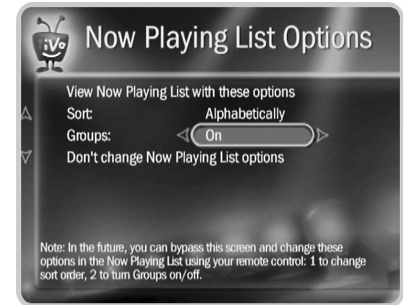 TiVo
Now Playing List Options
View Now Playing List with these options
Sort: Alphabetically
Groups: On
Don't change Now Playing List options
Note: In the future, you can bypass this screen and change these
options in the Now Playing List using your remote control: 1 to change
sort order, 2 to turn Groups on/off.